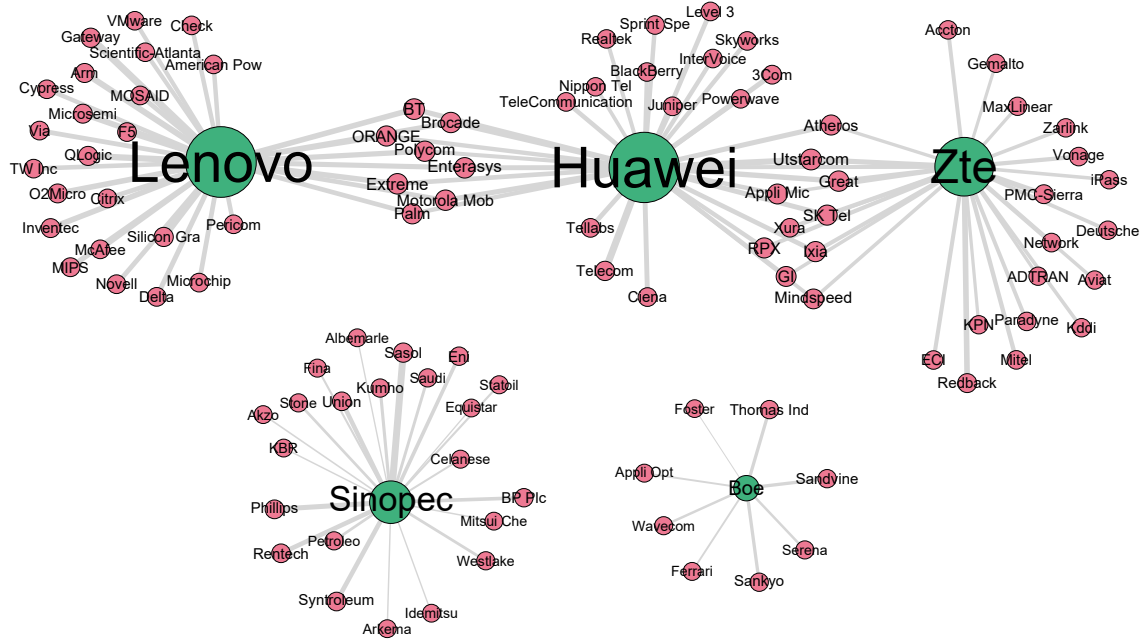 VMware
Check
Gateway
Scientific-Atlanta
American Pow
Arm
Cypress
MOSAID
Microsemi
Via
F5
QLogic
TW Inc
Lenovo
O2Micro
Citrix
Inventec
Pericom
Silicon Gra
McAfee
MIPS
Novell
Microchip
Delta
BT
Brocade
ORANGE
Polycom
Enterasys
Extreme
Motorola Mob
Palm
Level 3
Sprint Spe
Realtek
Skyworks
InterVoice
BlackBerry
3Com
Nippon Tel
TeleCommunication
Juniper
Powerwave
Huawei
Tellabs
Telecom
Ciena
Atheros
Utstarcom
Great
Appli Mic
SK Tel
Xura
RPX
Ixia
GI
Mindspeed
Accton
Gemalto
MaxLinear
Zarlink
Vonage
Zte
iPass
PMC-Sierra
Deutsche
Network
ADTRAN
Aviat
KPN
Paradyne
Kddi
ECI
Mitel
Redback
Albemarle
Sasol
Eni
Fina
Saudi
Kumho
Statoil
Stone
Union
Equistar
Akzo
KBR
Celanese
Sinopec
BP Plc
Phillips
Mitsui Che
Petroleo
Rentech
Westlake
Syntroleum
Idemitsu
Arkema
Foster
Thomas Ind
Appli Opt
Sandvine
Boe
Wavecom
Serena
Ferrari
Sankyo